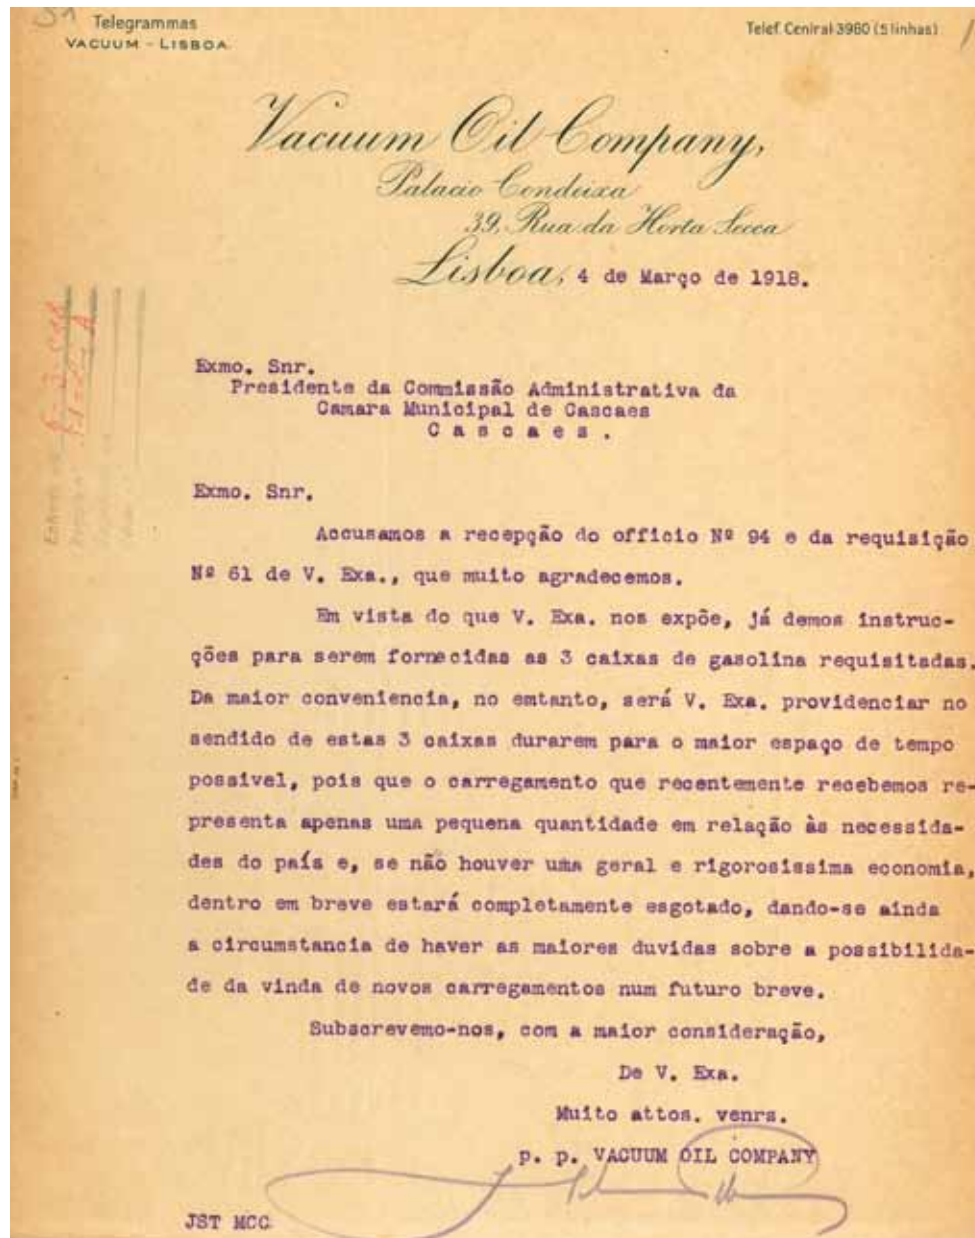 Telegrammas
VACUUM - LISBOA.
Telef. Central 3960 (5 linhas)
Vacuum Oil Company,
Palacio Condeixa
39, Rua da Horta Secca
Lisboa, 4 de Março de 1918.
Exmo. Snr.
Presidente da Commissão Administrativa da
Camara Municipal de Cascaes
C a s c a e s .
Exmo. Snr.
Accusamos a recepção do officio Nº 94 e da requisição
Nº 61 de V. Exa., que muito agradecemos.
Em vista do que V. Exa. nos expõe, já demos instruc-
ções para serem fornecidas as 3 caixas de gasolina requisitadas.
Da maior conveniencia, no emtanto, será V. Exa. providenciar no
sendido de estas 3 caixas durarem para o maior espaço de tempo
possivel, pois que o carregamento que recentemente recebemos re-
presenta apenas uma pequena quantidade em relação às necessida-
des do país e, se não houver uma geral e rigorosissima economia,
dentro em breve estará completamente esgotado, dando-se ainda
a circumstancia de haver as maiores duvidas sobre a possibilida-
de da vinda de novos carregamentos num futuro breve.
Subscrevemo-nos, com a maior consideração,
De V. Exa.
Muito attos. venrs.
p. p. VACUUM OIL COMPANY
JST MCC